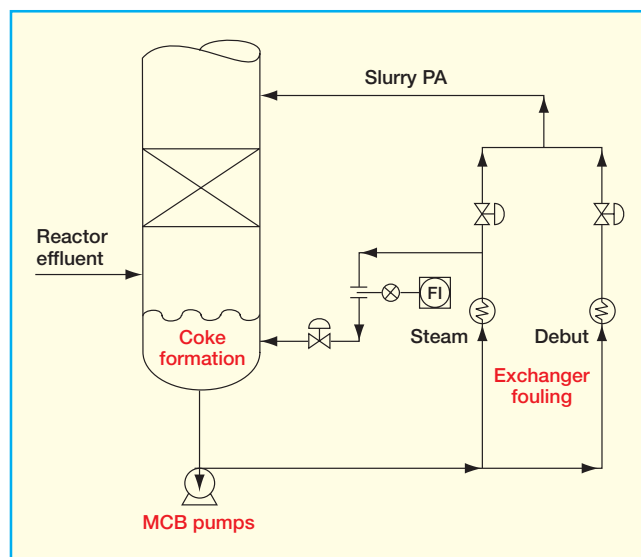 Slurry PA
Reactor
effluent
FI
Coke
formation
Steam
Debut
Exchanger
fouling
MCB pumps